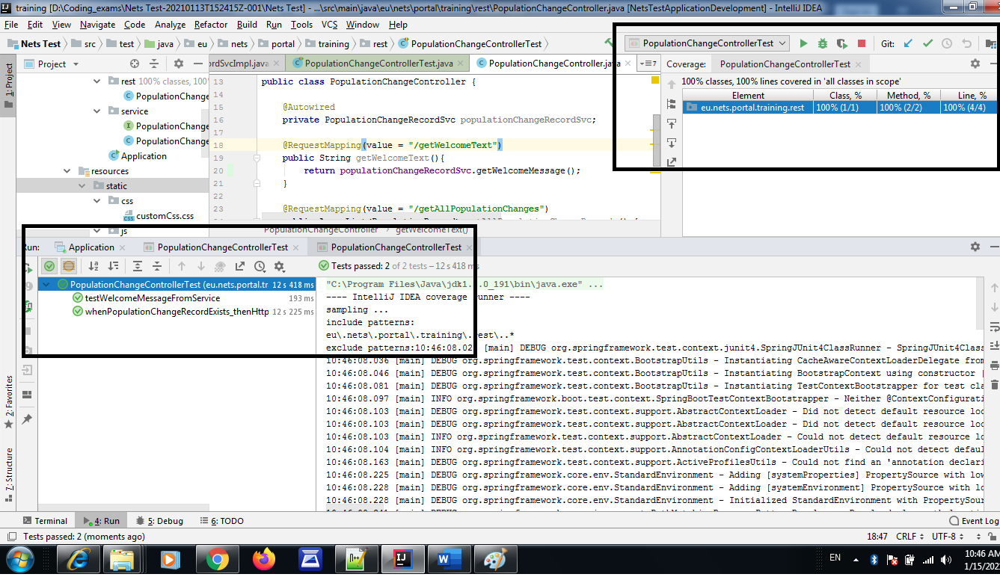 training [D:\Coding_exams\Nets Test-20210113T152415Z-001\Nets Test] - ...\src\main\java\eu\nets\portal\training\rest\PopulationChangeController.java [NetsTestApplicationDevelopment] - IntelliJ IDEA
File Edit View Navigate Code Analyze Refactor Build Run Tools VCS Window Help
Nets Test src test java eu nets portal training rest PopulationChangeControllerTest
PopulationChangeControllerTest Git:
1: Project
Project
rest 100% classes, 100
PopulationChange
service
PopulationChange
PopulationChange
Application
resources
static
css
customCss.css
js
ordSvcImpl.java PopulationChangeControllerTest.java PopulationChangeController.java 7
13 public class PopulationChangeController {
14
15 @Autowired
16 private PopulationChangeRecordSvc populationChangeRecordSvc;
17
18 @RequestMapping(value = "/getWelcomeText")
19 public String getWelcomeText(){
20 return populationChangeRecordSvc.getWelcomeMessage();
21 }
22
23 @RequestMapping(value = "/getAllPopulationChanges")
PopulationChangeController › getWelcomeText()
Coverage: PopulationChangeControllerTest
100% classes, 100% lines covered in 'all classes in scope'
Element Class, % Method, % Line, %
eu.nets.portal.training.rest 100% (1/1) 100% (2/2) 100% (4/4)
Run: Application PopulationChangeControllerTest PopulationChangeControllerTest
Tests passed: 2 of 2 tests – 12 s 418 ms
PopulationChangeControllerTest (eu.nets.portal.tr 12 s 418 ms
testWelcomeMessageFromService 193 ms
whenPopulationChangeRecordExists_thenHttp 12 s 225 ms
"C:\Program Files\Java\jdk1. .0_191\bin\java.exe" ...
---- IntelliJ IDEA coverage runner ----
sampling ...
include patterns:
eu\.nets\.portal\.training\.rest\..*
exclude patterns:10:46:08.02 [main] DEBUG org.springframework.test.context.junit4.SpringJUnit4ClassRunner - SpringJUnit4Class
10:46:08.036 [main] DEBUG org.springframework.test.context.BootstrapUtils - Instantiating CacheAwareContextLoaderDelegate from
10:46:08.046 [main] DEBUG org.springframework.test.context.BootstrapUtils - Instantiating BootstrapContext using constructor [
10:46:08.081 [main] DEBUG org.springframework.test.context.BootstrapUtils - Instantiating TestContextBootstrapper for test cla
10:46:08.097 [main] INFO org.springframework.boot.test.context.SpringBootTestContextBootstrapper - Neither @ContextConfigurati
10:46:08.103 [main] DEBUG org.springframework.test.context.support.AbstractContextLoader - Did not detect default resource loc
10:46:08.103 [main] DEBUG org.springframework.test.context.support.AbstractContextLoader - Did not detect default resource loc
10:46:08.103 [main] INFO org.springframework.test.context.support.AbstractContextLoader - Could not detect default resource lo
10:46:08.104 [main] INFO org.springframework.test.context.support.AnnotationConfigContextLoaderUtils - Could not detect defaul
10:46:08.163 [main] DEBUG org.springframework.test.context.support.ActiveProfilesUtils - Could not find an 'annotation declari
10:46:08.225 [main] DEBUG org.springframework.core.env.StandardEnvironment - Adding [systemProperties] PropertySource with low
10:46:08.228 [main] DEBUG org.springframework.core.env.StandardEnvironment - Adding [systemEnvironment] PropertySource with lo
10:46:08.228 [main] DEBUG org.springframework.core.env.StandardEnvironment - Initialized StandardEnvironment with PropertySour
2: Favorites
7: Structure
Terminal 4: Run 5: Debug 6: TODO Event Log
Tests passed: 2 (moments ago) 18:47 CRLF UTF-8
EN 10:46 AM
1/15/202